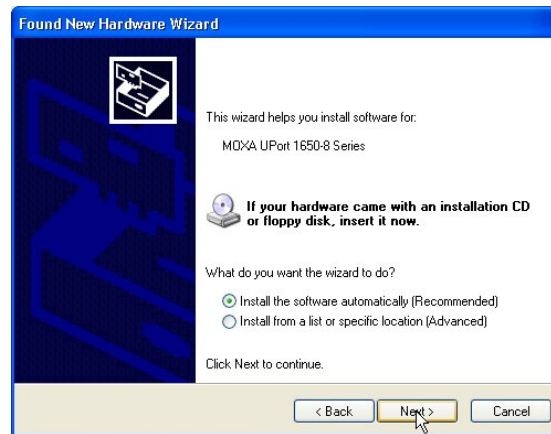 Found New Hardware Wizard
This wizard helps you install software for:
MOXA UPort 1650-8 Series
If your hardware came with an installation CD
or floppy disk, insert it now.
What do you want the wizard to do?
Install the software automatically (Recommended)
Install from a list or specific location (Advanced)
Click Next to continue.
< Back
Next >
Cancel